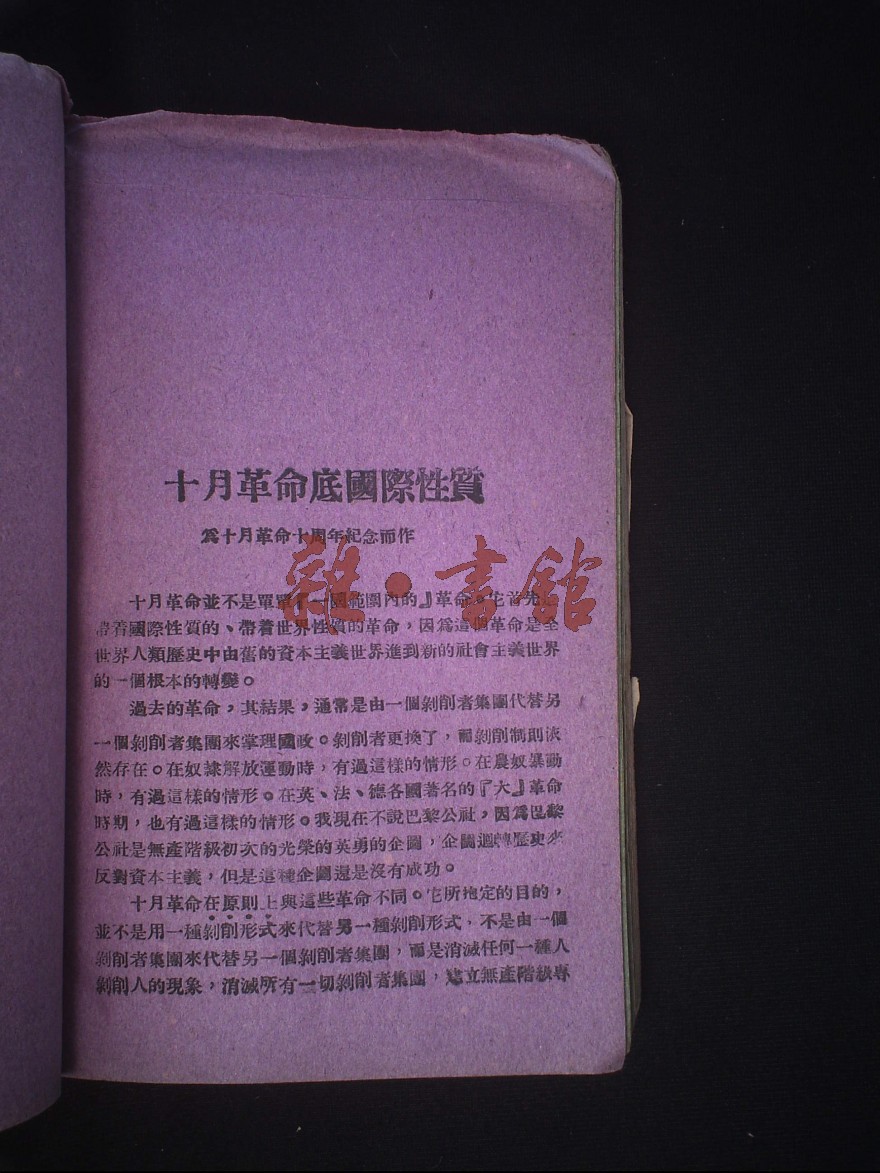 十月革命底國際性質
爲十月革命十周年紀念而作
雜·書館
十月革命並不是單單『一國範圍內的』革命。它首先是
帶着國際性質的、帶着世界性質的革命，因爲這個革命是全
世界人類歷史中由舊的資本主義世界進到新的社會主義世界
的一個根本的轉變。
過去的革命，其結果，通常是由一個剝削者集團代替另
一個剝削者集團來掌理國政。剝削者更換了，而剝削制則依
然存在。在奴隸解放運動時，有過這樣的情形。在農奴暴動
時，有過這樣的情形。在英、法、德各國著名的『大』革命
時期，也有過這樣的情形。我現在不說巴黎公社，因爲巴黎
公社是無產階級初次的光榮的英勇的企圖，企圖迴轉歷史來
反對資本主義，但是這種企圖還是沒有成功。
十月革命在原則上與這些革命不同。它所抱定的目的，
並不是用一種剝削形式來代替另一種剝削形式，不是由一個
剝削者集團來代替另一個剝削者集團，而是消滅任何一種人
剝削人的現象，消滅所有一切剝削者集團，建立無產階級專